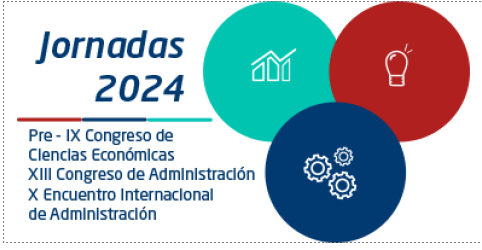 Jornadas
2024
Pre - IX Congreso de
Ciencias Económicas
XIII Congreso de Administración
X Encuentro Internacional
de Administración